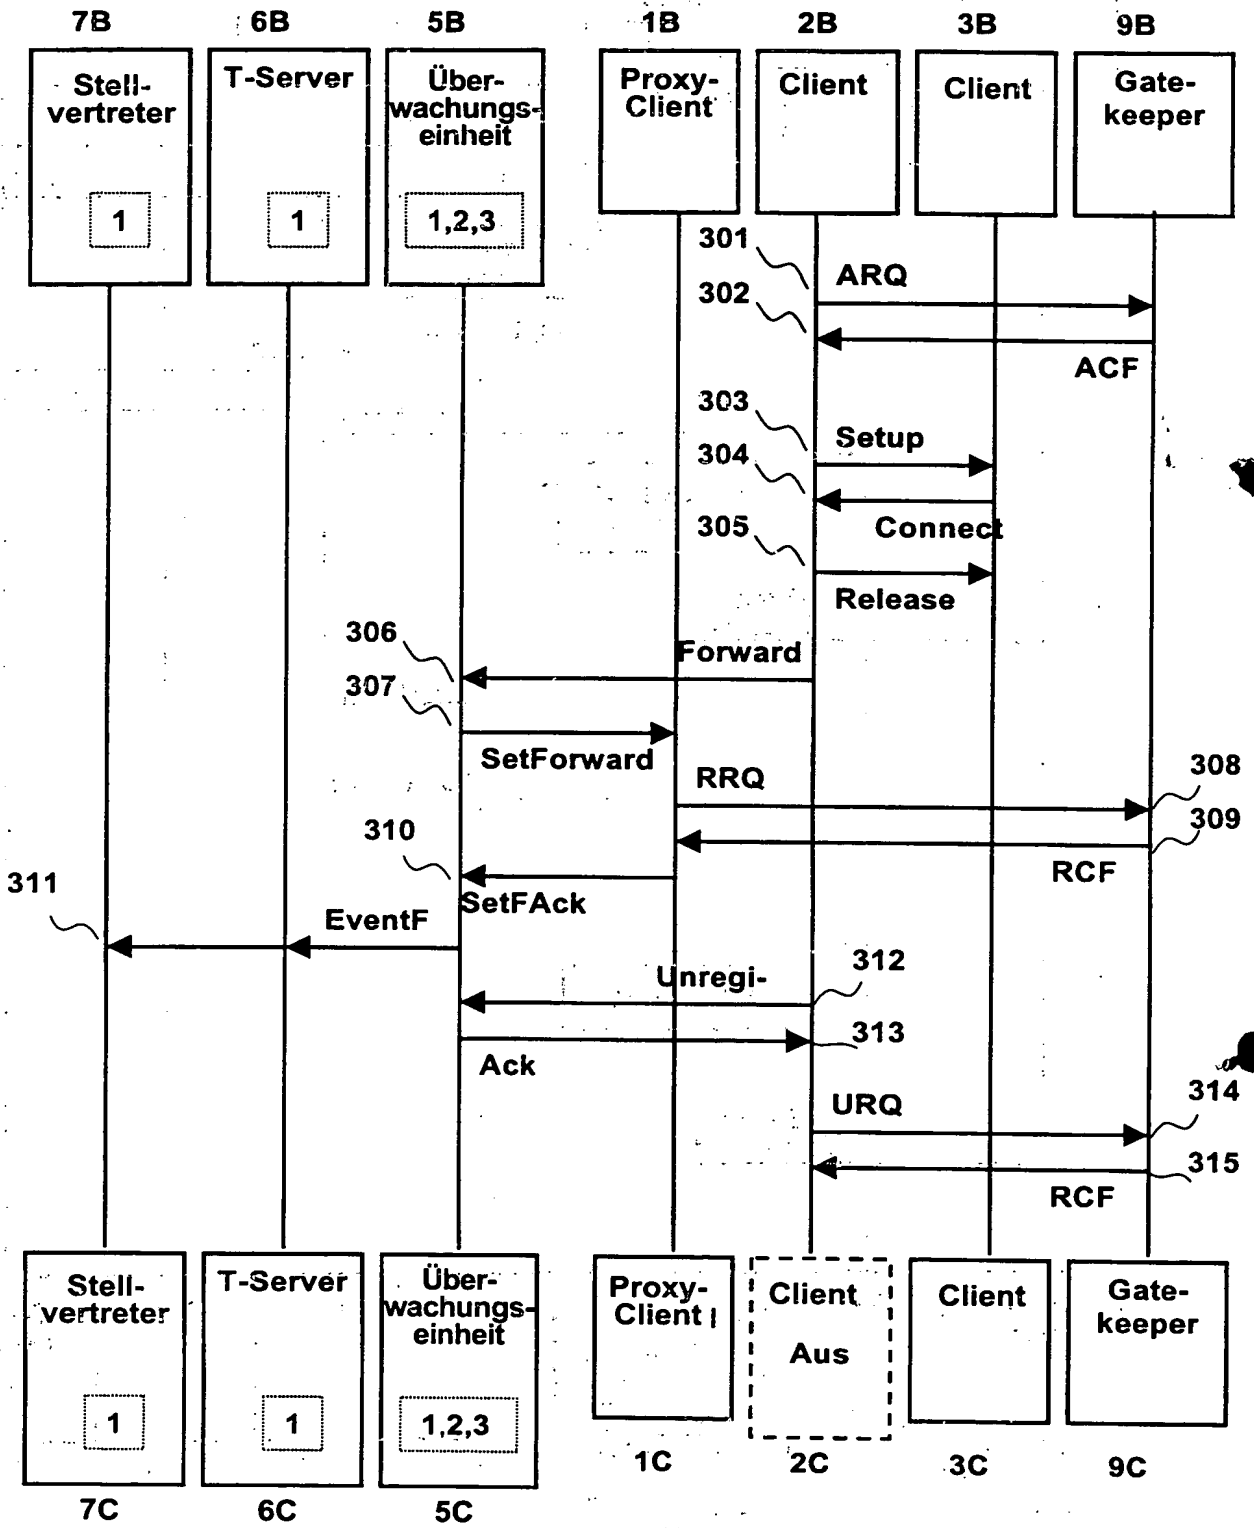 7B 6B 5B 1B 2B 3B 9B
Stell-
vertreter
1
T-Server
1
Über-
wachungs-
einheit
1,2,3
Proxy-
Client
Client
Client
Gate-
keeper
301
ARQ
302
ACF
303
Setup
304
Connect
305
Release
306
Forward
307
SetForward
RRQ
308
309
RCF
310
SetFAck
311
EventF
Unregi-
312
313
Ack
URQ
314
315
RCF
Stell-
vertreter
1
T-Server
1
Über-
wachungs-
einheit
1,2,3
Proxy-
Client
Client
Aus
Client
Gate-
keeper
7C 6C 5C 1C 2C 3C 9C